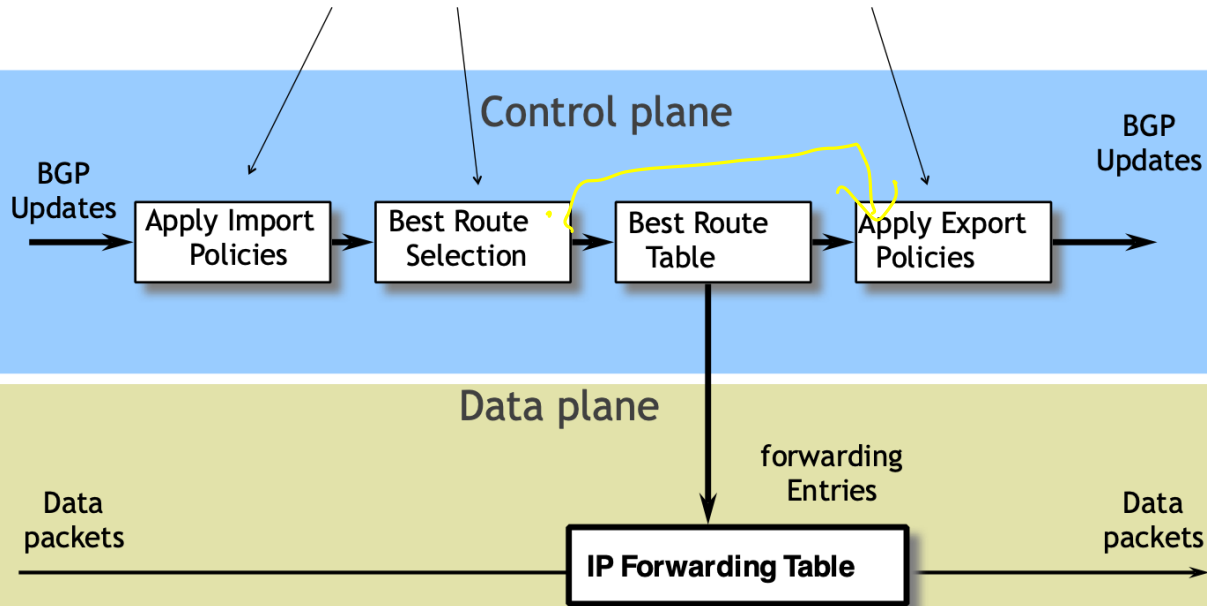 Control plane
BGP
Updates
BGP
Updates
Apply Import
Policies
Best Route
Selection
Best Route
Table
Apply Export
Policies
Data plane
forwarding
Entries
Data
packets
Data
packets
IP Forwarding Table